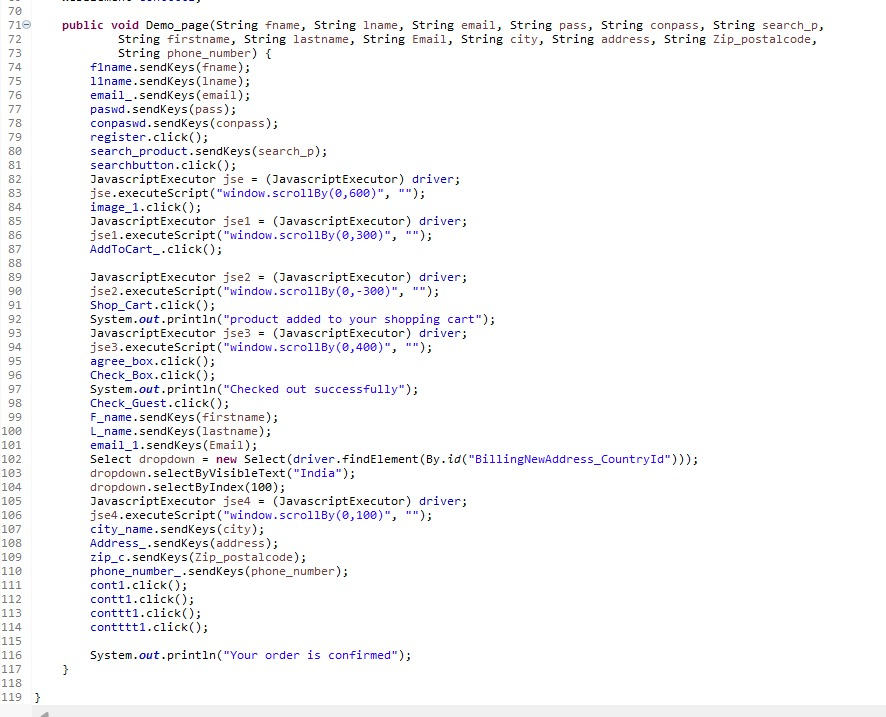 70
71 public void Demo_page(String fname, String lname, String email, String pass, String conpass, String search_p,
72 String firstname, String lastname, String Email, String city, String address, String Zip_postalcode,
73 String phone_number) {
74 f1name.sendKeys(fname);
75 l1name.sendKeys(lname);
76 email_.sendKeys(email);
77 paswd.sendKeys(pass);
78 conpaswd.sendKeys(conpass);
79 register.click();
80 search_product.sendKeys(search_p);
81 searchbutton.click();
82 JavascriptExecutor jse = (JavascriptExecutor) driver;
83 jse.executeScript("window.scrollBy(0,600)", "");
84 image_1.click();
85 JavascriptExecutor jse1 = (JavascriptExecutor) driver;
86 jse1.executeScript("window.scrollBy(0,300)", "");
87 AddToCart_.click();
88
89 JavascriptExecutor jse2 = (JavascriptExecutor) driver;
90 jse2.executeScript("window.scrollBy(0,-300)", "");
91 Shop_Cart.click();
92 System.out.println("product added to your shopping cart");
93 JavascriptExecutor jse3 = (JavascriptExecutor) driver;
94 jse3.executeScript("window.scrollBy(0,400)", "");
95 agree_box.click();
96 Check_Box.click();
97 System.out.println("Checked out successfully");
98 Check_Guest.click();
99 F_name.sendKeys(firstname);
100 L_name.sendKeys(lastname);
101 email_1.sendKeys(Email);
102 Select dropdown = new Select(driver.findElement(By.id("BillingNewAddress_CountryId")));
103 dropdown.selectByVisibleText("India");
104 dropdown.selectByIndex(100);
105 JavascriptExecutor jse4 = (JavascriptExecutor) driver;
106 jse4.executeScript("window.scrollBy(0,100)", "");
107 city_name.sendKeys(city);
108 Address_.sendKeys(address);
109 zip_c.sendKeys(Zip_postalcode);
110 phone_number_.sendKeys(phone_number);
111 cont1.click();
112 contt1.click();
113 conttt1.click();
114 contttt1.click();
115
116 System.out.println("Your order is confirmed");
117 }
118
119 }